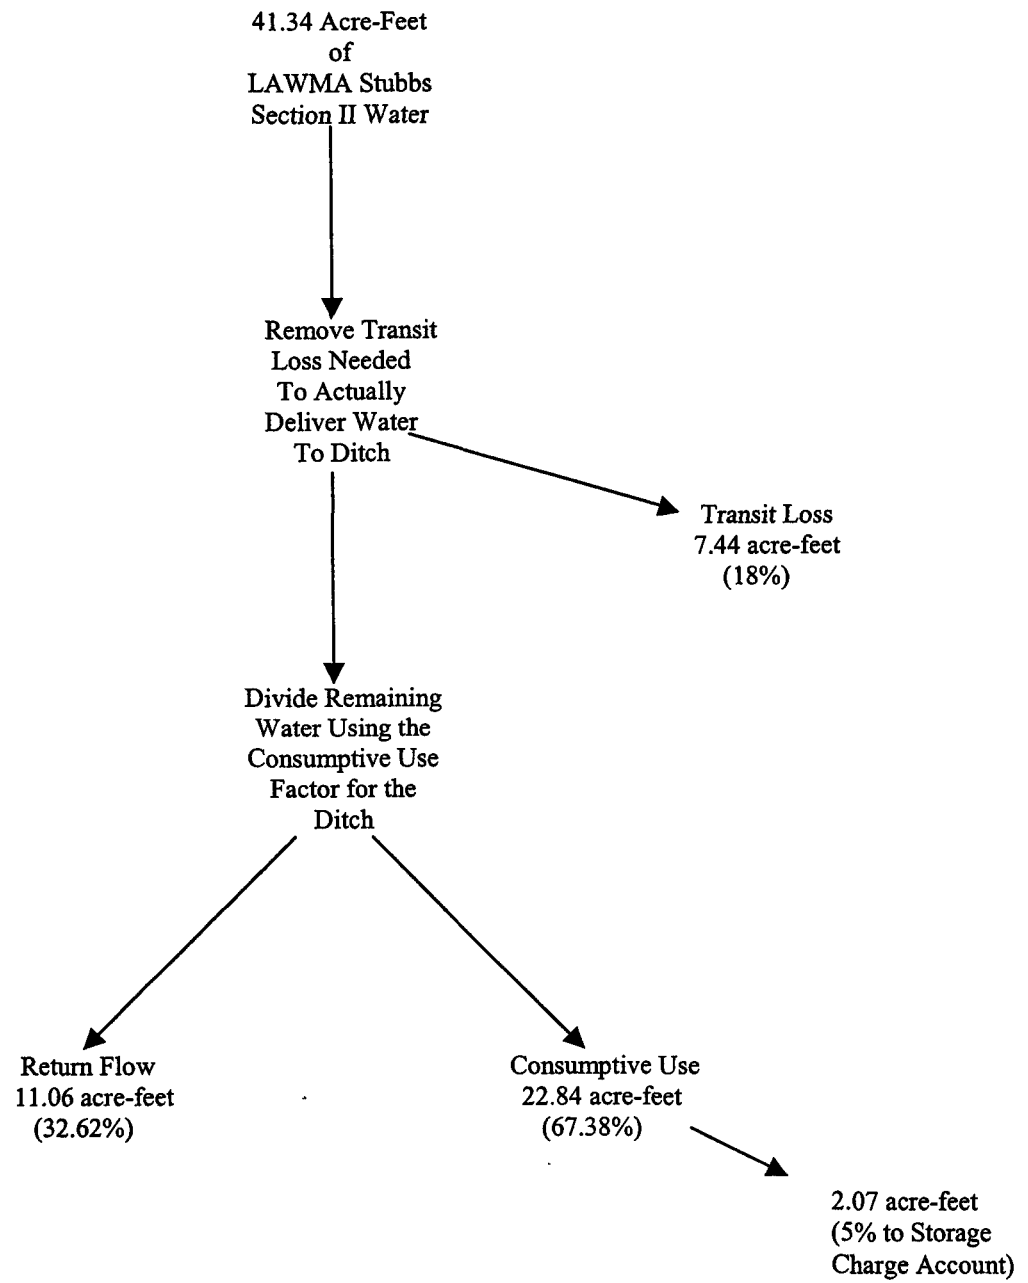 41.34 Acre-Feet
of
LAWMA Stubbs
Section II Water
Remove Transit
Loss Needed
To Actually
Deliver Water
To Ditch
Transit Loss
7.44 acre-feet
(18%)
Divide Remaining
Water Using the
Consumptive Use
Factor for the
Ditch
Return Flow
11.06 acre-feet
(32.62%)
Consumptive Use
22.84 acre-feet
(67.38%)
2.07 acre-feet
(5% to Storage
Charge Account)